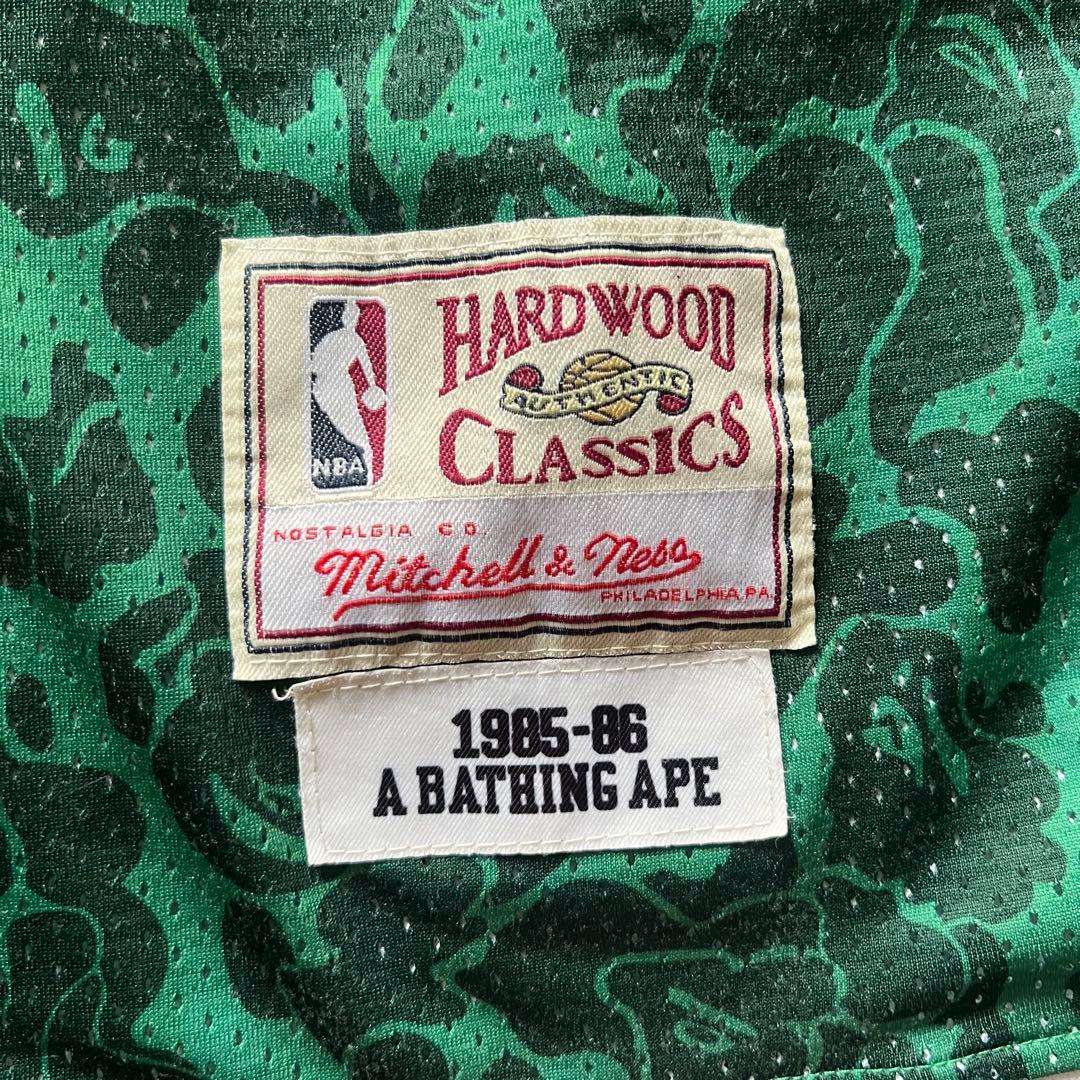 HARDWOOD
AUTHENTIC
CLASSICS
NBA
NOSTALGIA CO.
Mitchell & Ness
PHILADELPHIA, PA.
1985-86
A BATHING APE